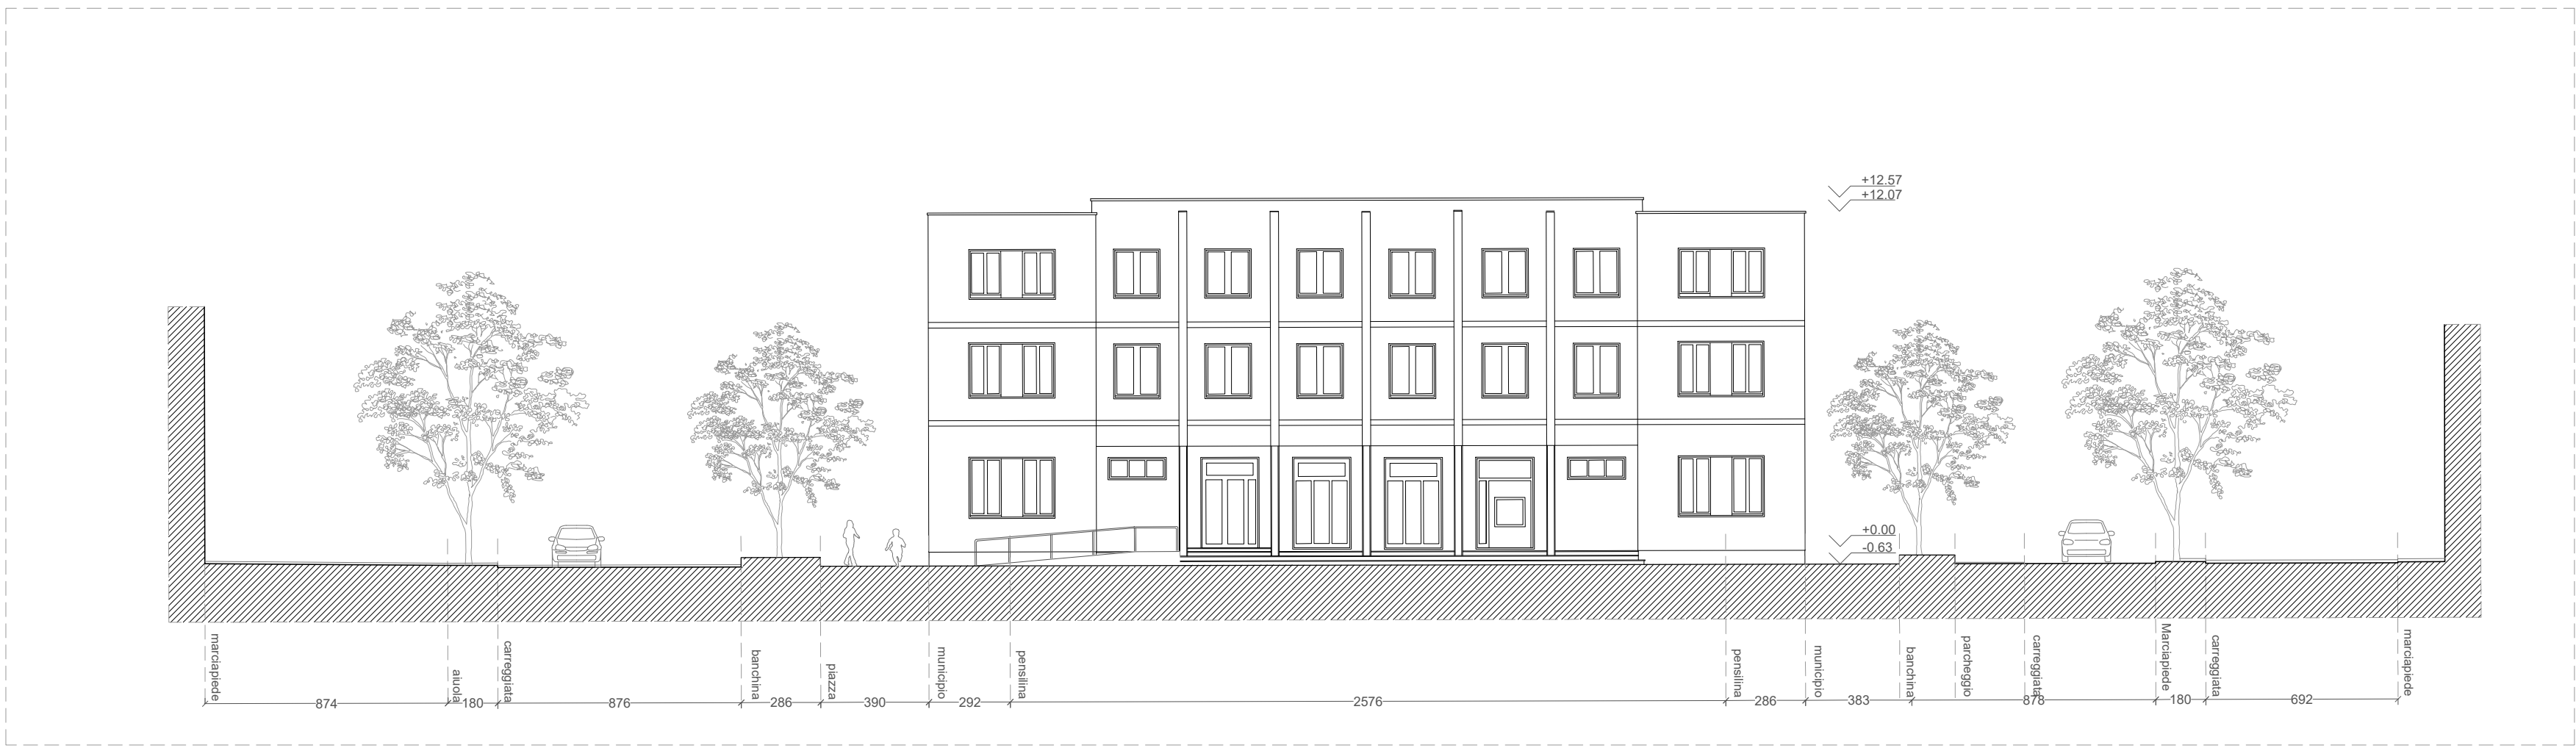 +12.57
+12.07
+0.00
-0.63
marciapiede
aiuola
carreggiata
banchina
piazza
municipio
pensilina
pensilina
municipio
banchina
parcheggio
carreggiata
Marciapiede
carreggiata
marciapiede
874
180
876
286
390
292
2576
286
383
878
180
692